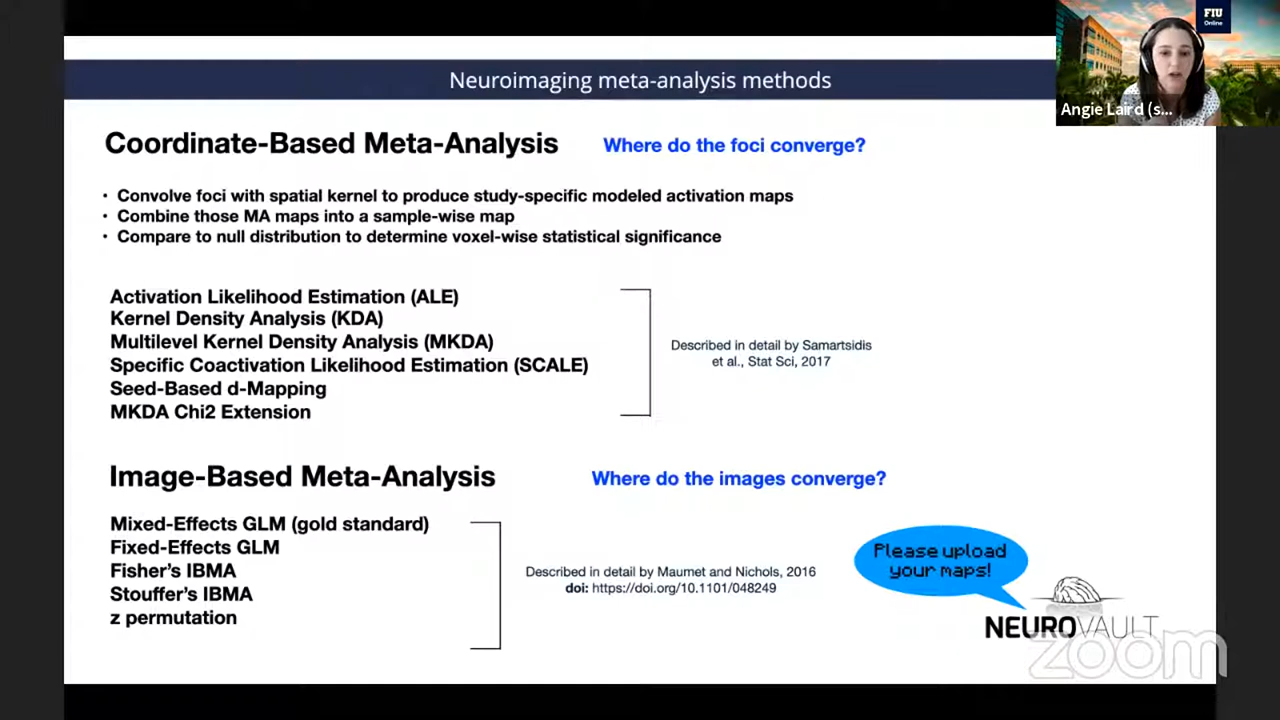 Neuroimaging meta-analysis methods
FIU
Online
Angie Laird (s...
Coordinate-Based Meta-Analysis
Where do the foci converge?
• Convolve foci with spatial kernel to produce study-specific modeled activation maps
• Combine those MA maps into a sample-wise map
• Compare to null distribution to determine voxel-wise statistical significance
Activation Likelihood Estimation (ALE)
Kernel Density Analysis (KDA)
Multilevel Kernel Density Analysis (MKDA)
Specific Coactivation Likelihood Estimation (SCALE)
Seed-Based d-Mapping
MKDA Chi2 Extension
Described in detail by Samartsidis
et al., Stat Sci, 2017
Image-Based Meta-Analysis
Where do the images converge?
Mixed-Effects GLM (gold standard)
Fixed-Effects GLM
Fisher's IBMA
Stouffer's IBMA
z permutation
Described in detail by Maumet and Nichols, 2016
doi: https://doi.org/10.1101/048249
Please upload
your maps!
NEUROVAULT
zoom